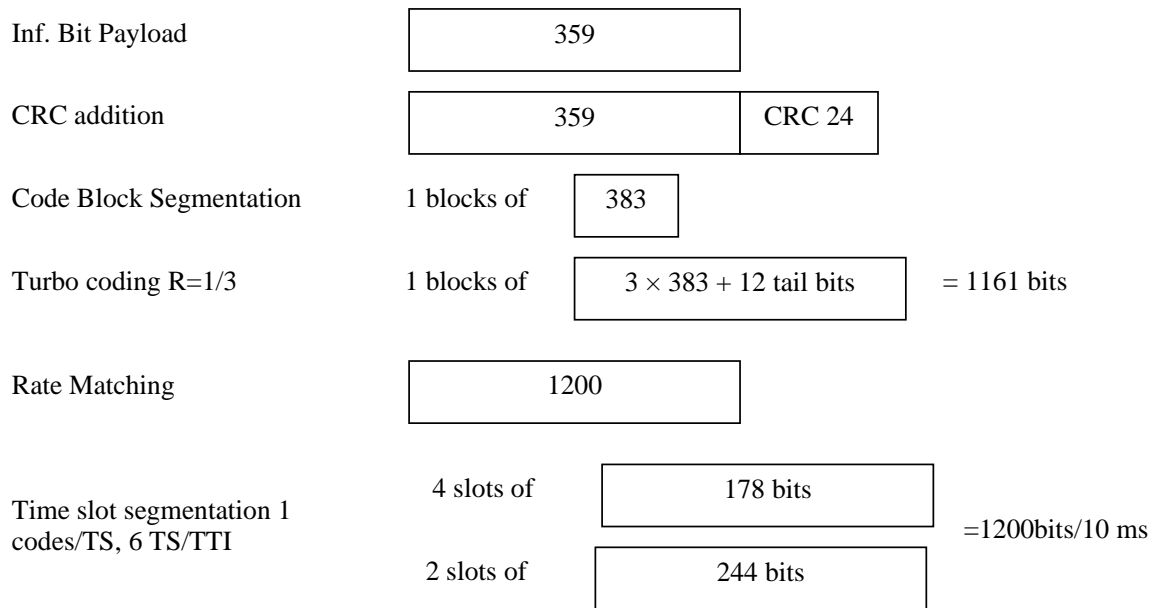 Inf. Bit Payload 359
CRC addition 359 CRC 24
Code Block Segmentation 1 blocks of 383
Turbo coding R=1/3 1 blocks of 3 × 383 + 12 tail bits = 1161 bits
Rate Matching 1200
4 slots of 178 bits
Time slot segmentation 1
codes/TS, 6 TS/TTI
=1200bits/10 ms
2 slots of 244 bits